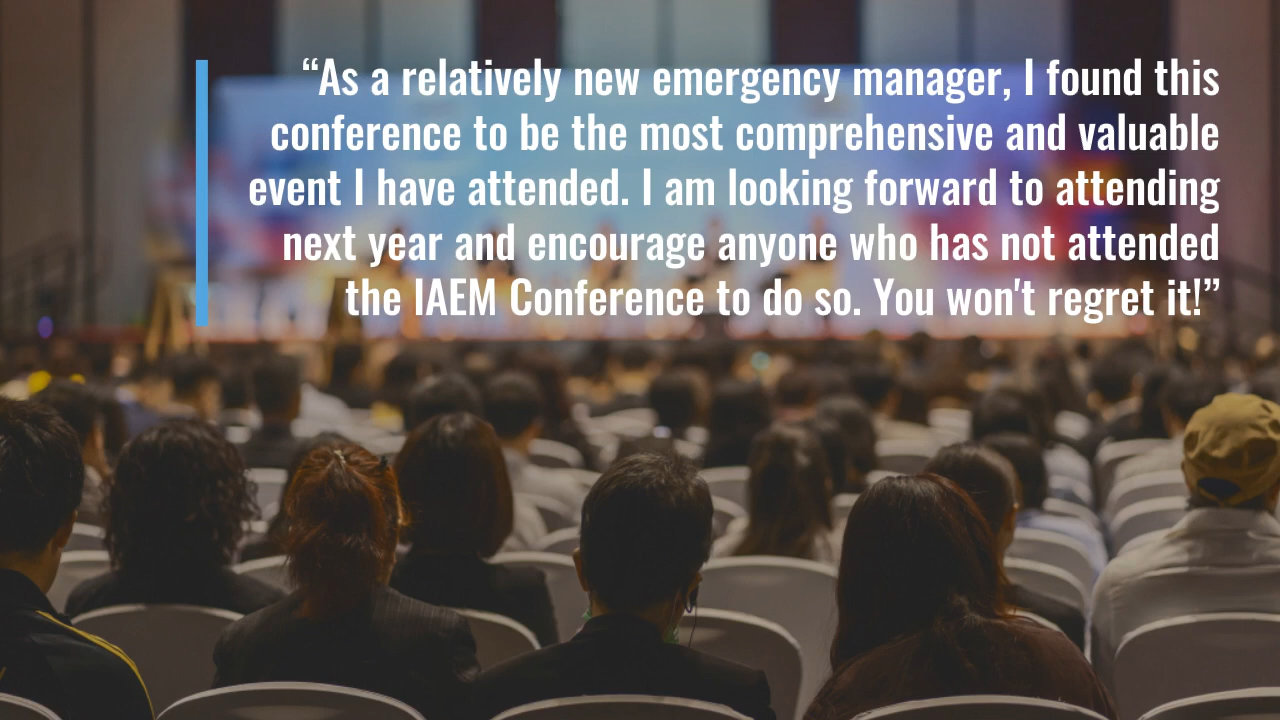 “As a relatively new emergency manager, I found this
conference to be the most comprehensive and valuable
event I have attended. I am looking forward to attending
next year and encourage anyone who has not attended
the IAEM Conference to do so. You won't regret it!”